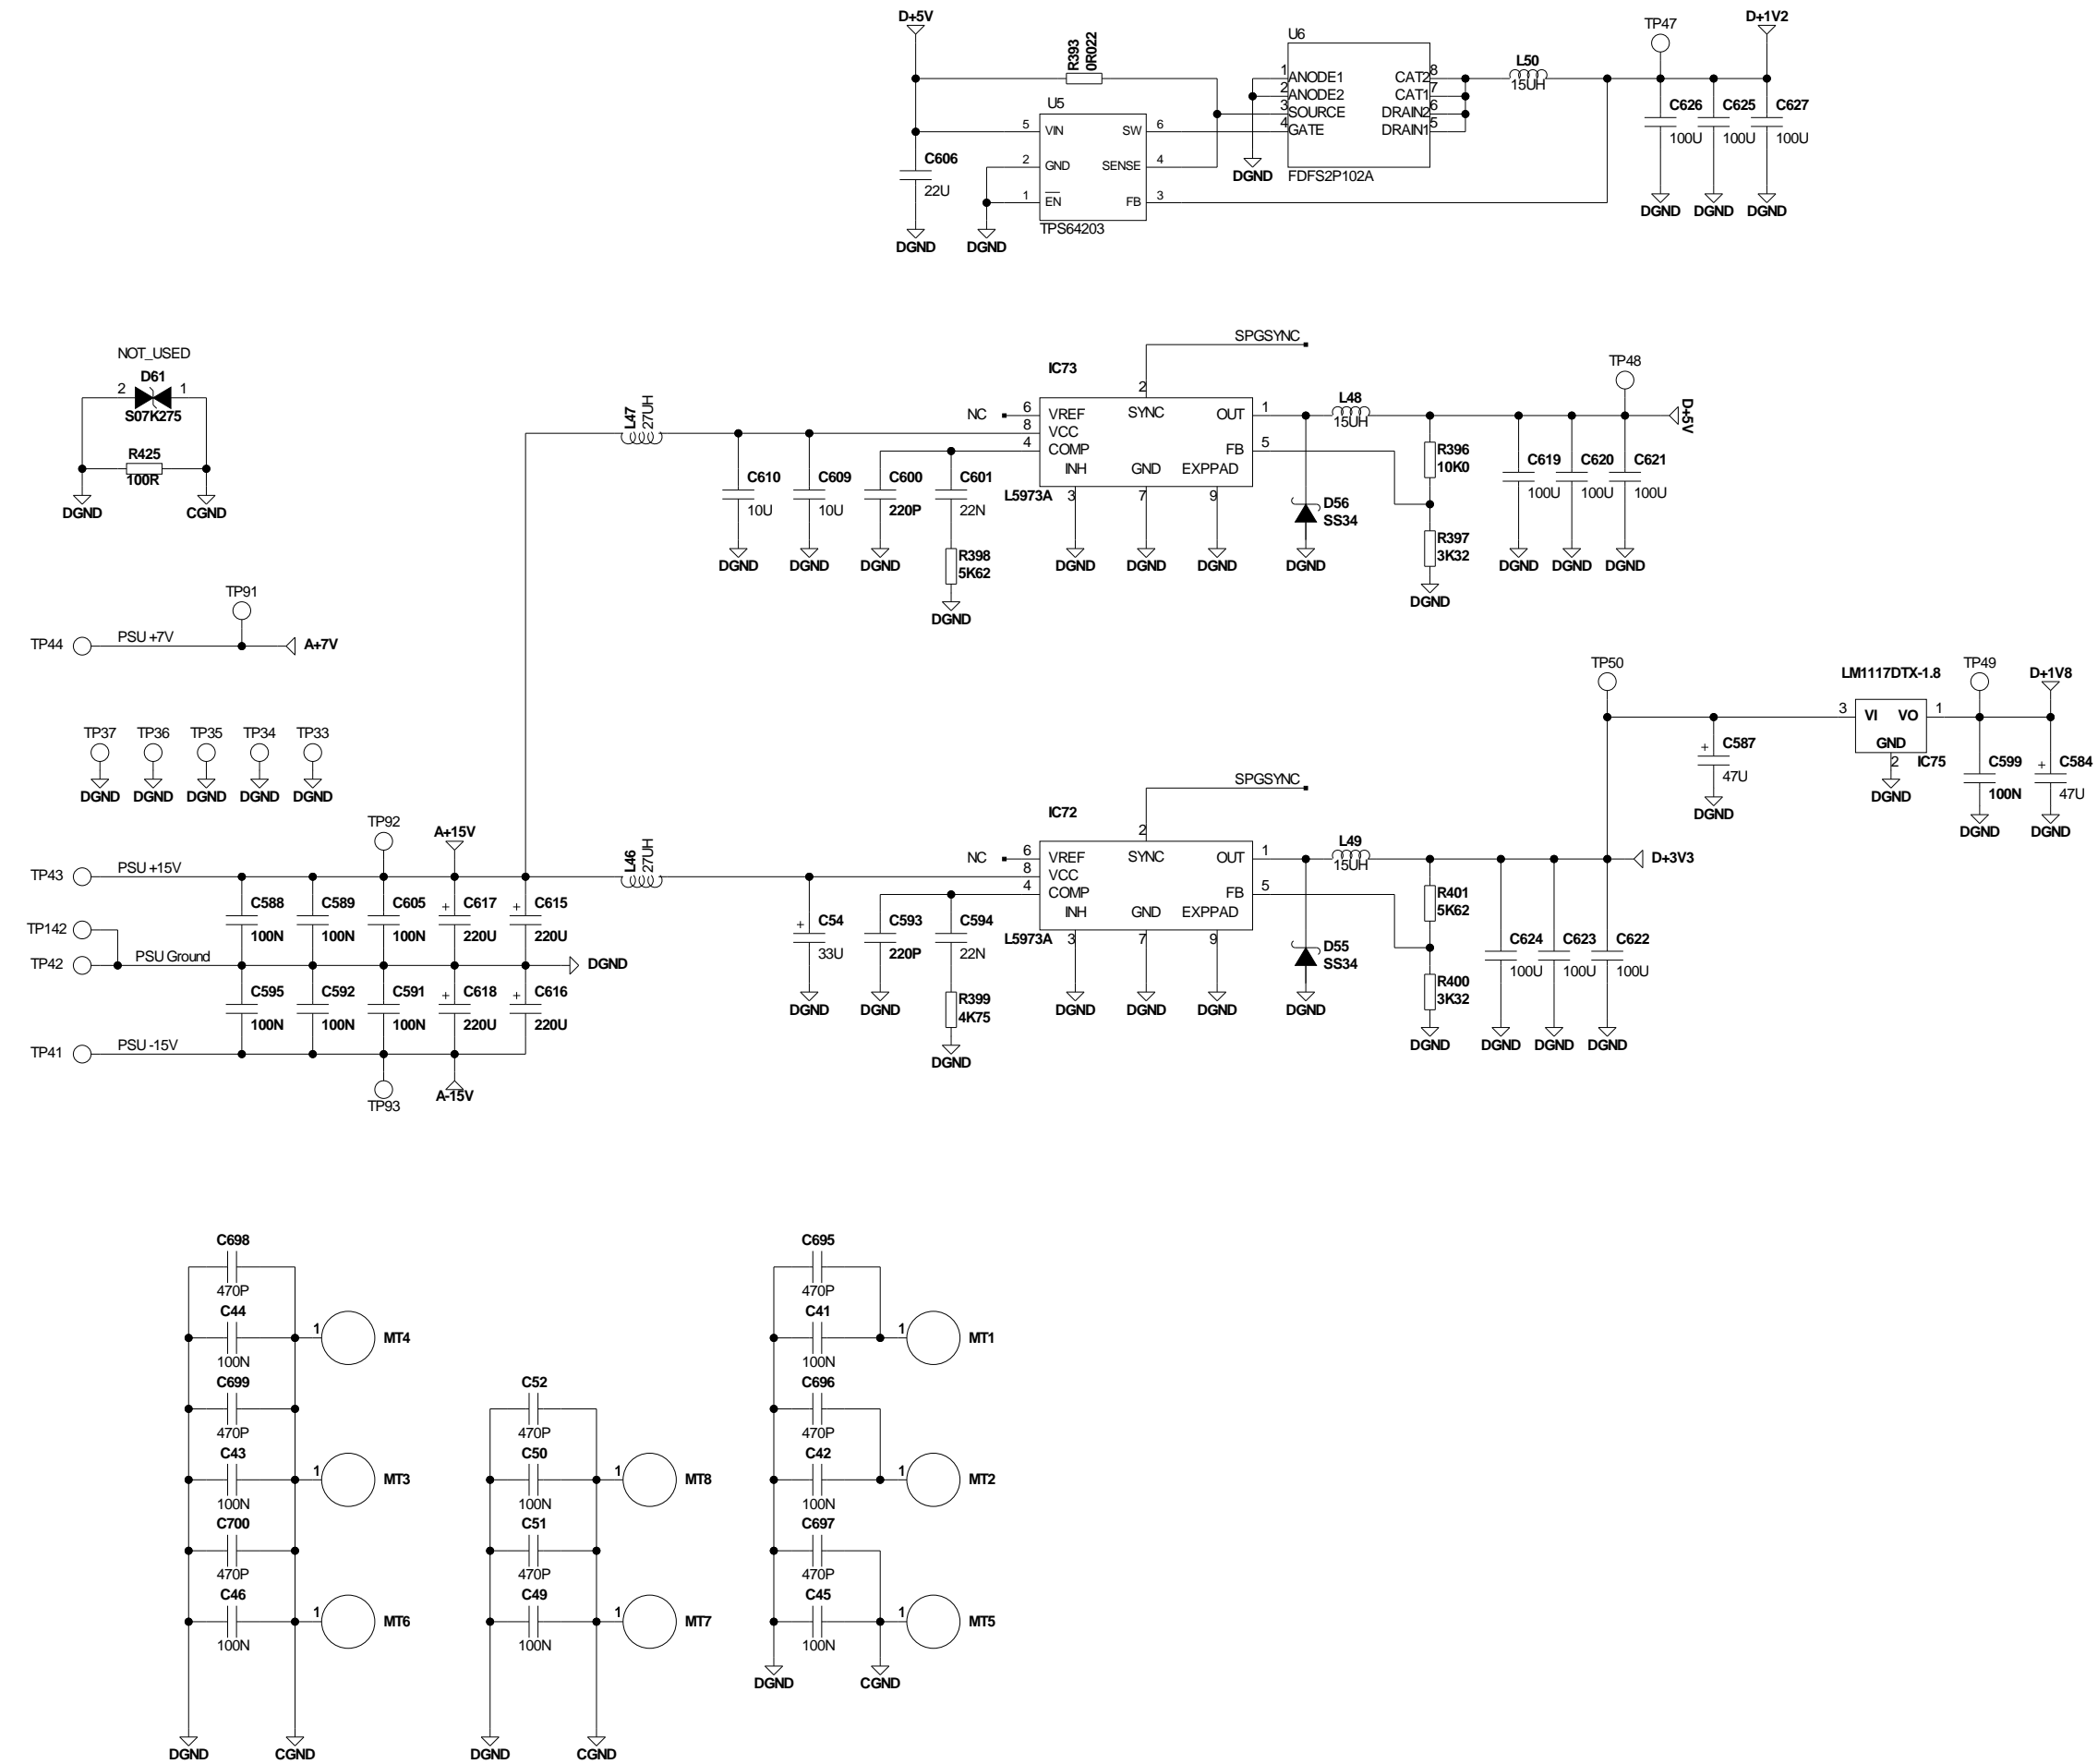 D+5V
TP47
D+1V2
R393
0R022
U6
L50
15UH
1
ANODE1
CAT2
8
2
ANODE2
CAT1
7
3
SOURCE
DRAIN2
6
4
GATE
DRAIN1
5
FDFS2P102A
DGND
U5
5
VIN
SW
6
2
GND
SENSE
4
1
EN
FB
3
TPS64203
C606
22U
DGND
DGND
C626
100U
C625
100U
C627
100U
DGND
DGND
DGND
NOT_USED
D61
2
1
S07K275
R425
100R
DGND
CGND
SPGSYNC
IC73
2
NC
6
VREF
SYNC
OUT
1
8
VCC
4
COMP
FB
5
INH
GND
EXPPAD
L5973A
3
7
9
L47
27UH
C610
10U
C609
10U
C600
220P
C601
22N
R398
5K62
DGND
DGND
DGND
DGND
DGND
DGND
DGND
L48
15UH
D56
SS34
DGND
R396
10K0
R397
3K32
DGND
TP48
D+5V
C619
100U
C620
100U
C621
100U
DGND
DGND
DGND
TP91
TP44
PSU +7V
A+7V
TP37
TP36
TP35
TP34
TP33
DGND
DGND
DGND
DGND
DGND
TP50
LM1117DTX-1.8
TP49
D+1V8
3
VI
VO
1
GND
2
IC75
DGND
+
C587
47U
DGND
C599
100N
DGND
+
C584
47U
DGND
TP92
A+15V
TP43
PSU +15V
C588
100N
C589
100N
C605
100N
+
C617
220U
+
C615
220U
TP142
TP42
PSU Ground
DGND
C595
100N
C592
100N
C591
100N
+
C618
220U
+
C616
220U
TP41
PSU -15V
TP93
A-15V
L46
27UH
SPGSYNC
IC72
2
NC
6
VREF
SYNC
OUT
1
8
VCC
4
COMP
FB
5
INH
GND
EXPPAD
L5973A
3
7
9
+
C54
33U
C593
220P
C594
22N
R399
4K75
DGND
DGND
DGND
DGND
DGND
DGND
L49
15UH
D55
SS34
DGND
R401
5K62
R400
3K32
DGND
D+3V3
C624
100U
C623
100U
C622
100U
DGND
DGND
DGND
C698
470P
C44
100N
1
MT4
C699
470P
C43
100N
1
MT3
C700
470P
C46
100N
1
MT6
DGND
CGND
C52
470P
C50
100N
1
MT8
C51
470P
C49
100N
1
MT7
DGND
CGND
C695
470P
C41
100N
1
MT1
C696
470P
C42
100N
1
MT2
C697
470P
C45
100N
1
MT5
DGND
CGND